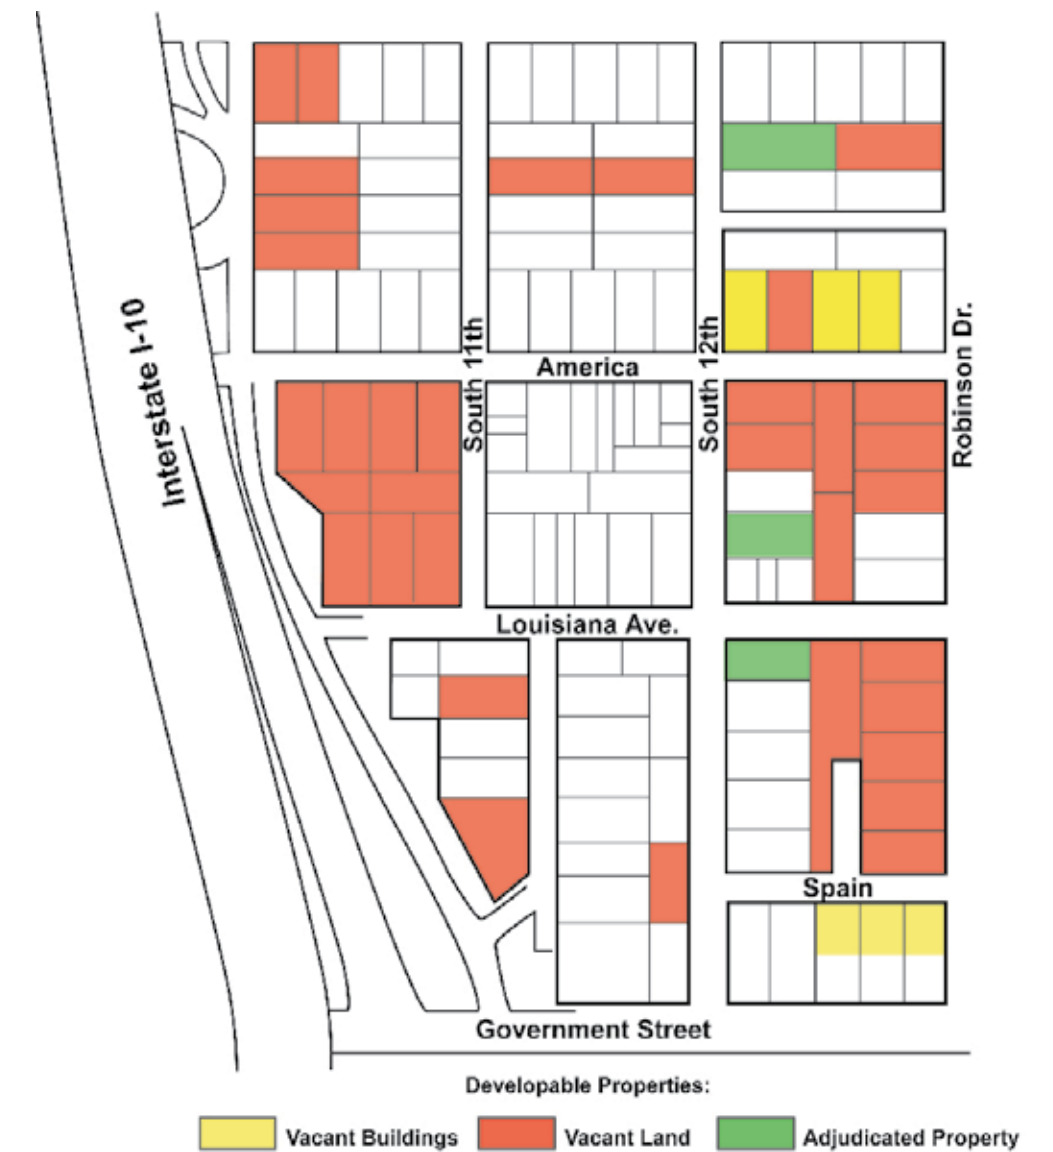 Interstate I-10
South 11th
South 12th
Robinson Dr.
America
Louisiana Ave.
Spain
Government Street
Developable Properties:
Vacant Buildings
Vacant Land
Adjudicated Property